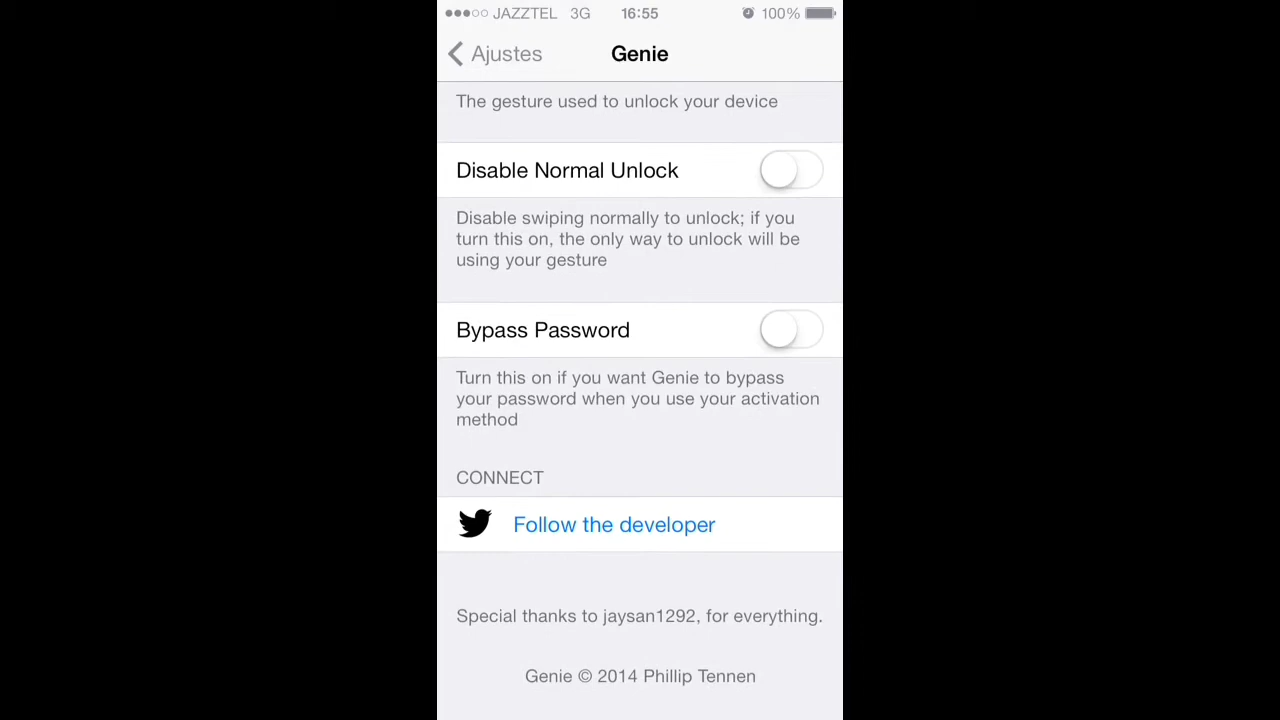 JAZZTEL 3G 16:55 100%
Ajustes Genie
The gesture used to unlock your device
Disable Normal Unlock
Disable swiping normally to unlock; if you
turn this on, the only way to unlock will be
using your gesture
Bypass Password
Turn this on if you want Genie to bypass
your password when you use your activation
method
CONNECT
Follow the developer
Special thanks to jaysan1292, for everything.
Genie © 2014 Phillip Tennen